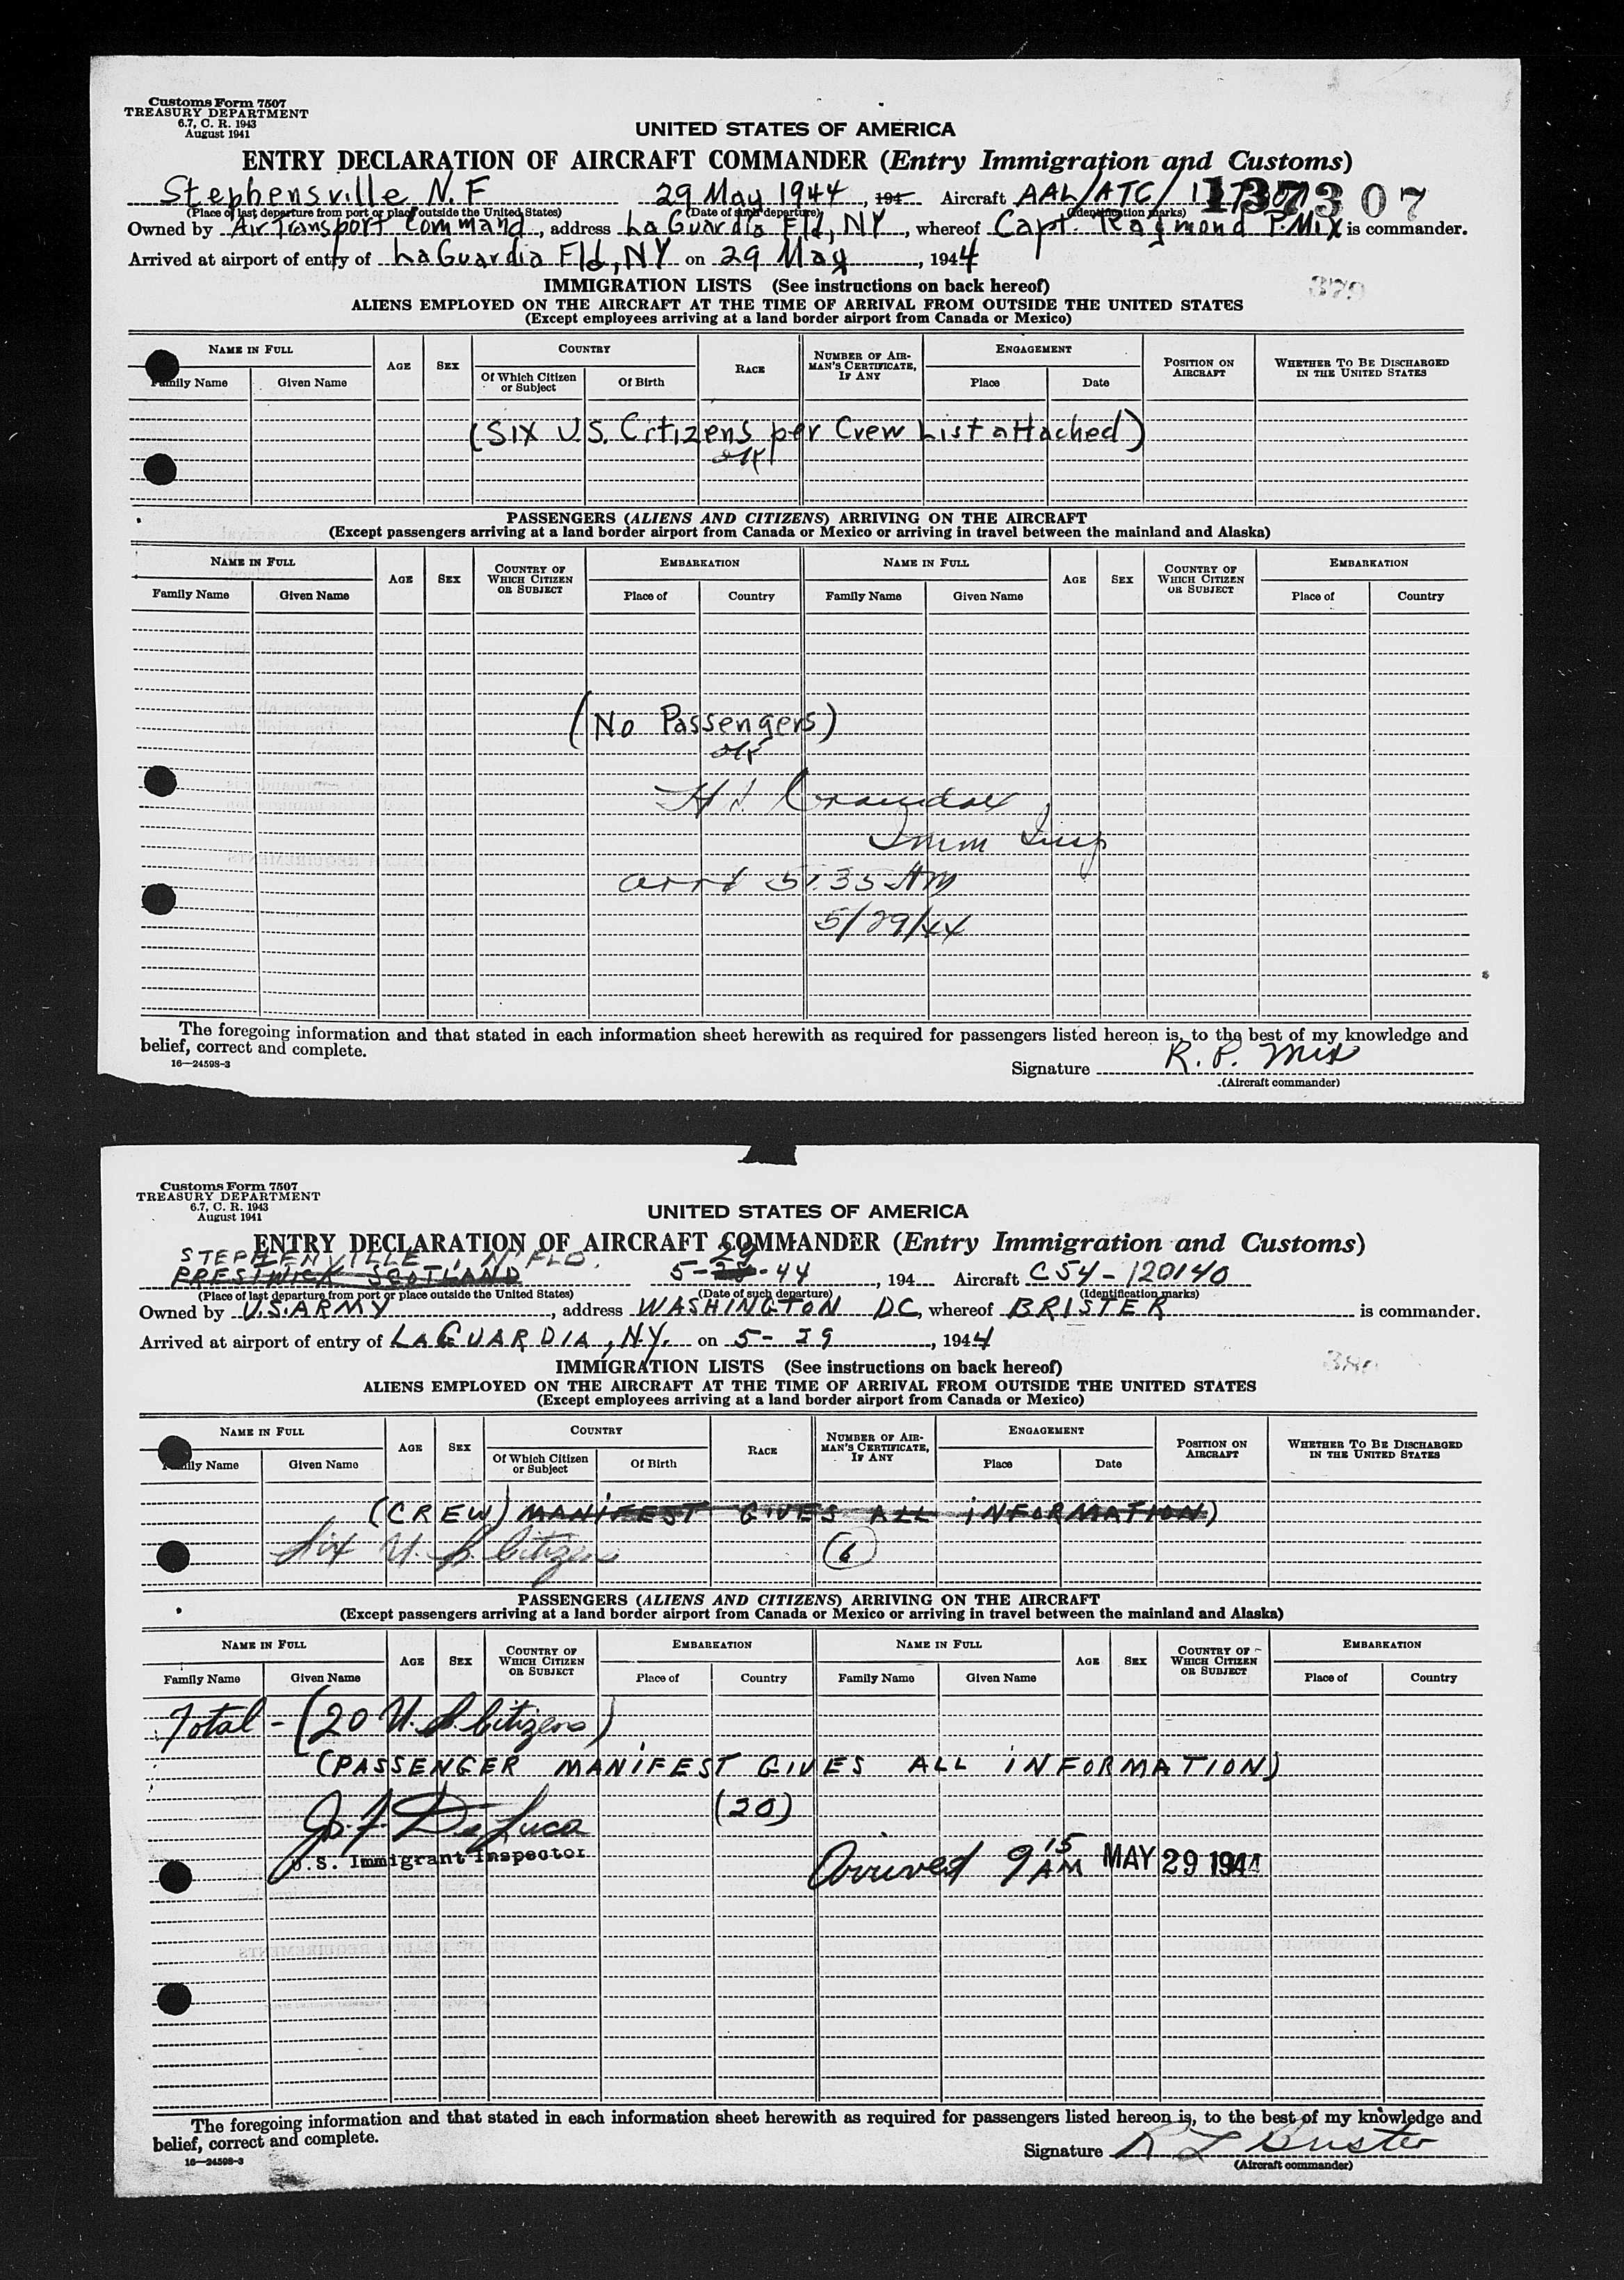 Customs Form 7507
TREASURY DEPARTMENT
6.7, C. R. 1943
August 1941
UNITED STATES OF AMERICA
ENTRY DECLARATION OF AIRCRAFT COMMANDER (Entry Immigration and Customs)
Stephensville, N.F 29 May 1944, 194 Aircraft AAL/ATC/ 137307
(Place of last departure from port or place outside the United States) (Date of such departure) (Identification marks)
Owned by Air Transport Command, address LaGuardia Fld, NY, whereof Capt. Raymond P. Mix is commander.
Arrived at airport of entry of LaGuardia Fld, NY on 29 May, 1944
379
IMMIGRATION LISTS (See instructions on back hereof)
ALIENS EMPLOYED ON THE AIRCRAFT AT THE TIME OF ARRIVAL FROM OUTSIDE THE UNITED STATES
(Except employees arriving at a land border airport from Canada or Mexico)
NAME IN FULL AGE SEX COUNTRY RACE NUMBER OF AIRMAN'S CERTIFICATE, IF ANY ENGAGEMENT POSITION ON AIRCRAFT WHETHER TO BE DISCHARGED IN THE UNITED STATES
Family Name Given Name Of Which Citizen or Subject Of Birth Place Date
(Six U.S. Citizens per Crew List attached)
OK
PASSENGERS (ALIENS AND CITIZENS) ARRIVING ON THE AIRCRAFT
(Except passengers arriving at a land border airport from Canada or Mexico or arriving in travel between the mainland and Alaska)
NAME IN FULL AGE SEX COUNTRY OF WHICH CITIZEN OR SUBJECT EMBARKATION NAME IN FULL AGE SEX COUNTRY OF WHICH CITIZEN OR SUBJECT EMBARKATION
Family Name Given Name Place of Country Family Name Given Name Place of Country
(No Passengers)
OK
Imm Insp
arrd 5:35 AM
5/29/44
The foregoing information and that stated in each information sheet herewith as required for passengers listed hereon is, to the best of my knowledge and
belief, correct and complete.
16—24598-3
Signature R. P. Mix
(Aircraft commander)
Customs Form 7507
TREASURY DEPARTMENT
6.7, C. R. 1943
August 1941
UNITED STATES OF AMERICA
ENTRY DECLARATION OF AIRCRAFT COMMANDER (Entry Immigration and Customs)
STEPHENVILLE, N'FLD. 29
PRESTWICK SCOTLAND 5-28-44, 194 Aircraft C54-120140
(Place of last departure from port or place outside the United States) (Date of such departure) (Identification marks)
Owned by U.S. ARMY, address WASHINGTON DC, whereof BRISTER is commander.
Arrived at airport of entry of LAGUARDIA, N.Y. on 5-29, 1944
380
IMMIGRATION LISTS (See instructions on back hereof)
ALIENS EMPLOYED ON THE AIRCRAFT AT THE TIME OF ARRIVAL FROM OUTSIDE THE UNITED STATES
(Except employees arriving at a land border airport from Canada or Mexico)
NAME IN FULL AGE SEX COUNTRY RACE NUMBER OF AIRMAN'S CERTIFICATE, IF ANY ENGAGEMENT POSITION ON AIRCRAFT WHETHER TO BE DISCHARGED IN THE UNITED STATES
Family Name Given Name Of Which Citizen or Subject Of Birth Place Date
(CREW) MANIFEST GIVES ALL INFORMATION)
Six U.S. Citizens (6)
PASSENGERS (ALIENS AND CITIZENS) ARRIVING ON THE AIRCRAFT
(Except passengers arriving at a land border airport from Canada or Mexico or arriving in travel between the mainland and Alaska)
NAME IN FULL AGE SEX COUNTRY OF WHICH CITIZEN OR SUBJECT EMBARKATION NAME IN FULL AGE SEX COUNTRY OF WHICH CITIZEN OR SUBJECT EMBARKATION
Family Name Given Name Place of Country Family Name Given Name Place of Country
Total - (20 U.S. Citizens)
(PASSENGER MANIFEST GIVES ALL INFORMATION)
(20)
De Luca
U.S. Immigrant Inspector
Arrived 9 15 AM MAY 29 1944
The foregoing information and that stated in each information sheet herewith as required for passengers listed hereon is, to the best of my knowledge and
belief, correct and complete.
16—24598-3
Signature R L Brister
(Aircraft commander)